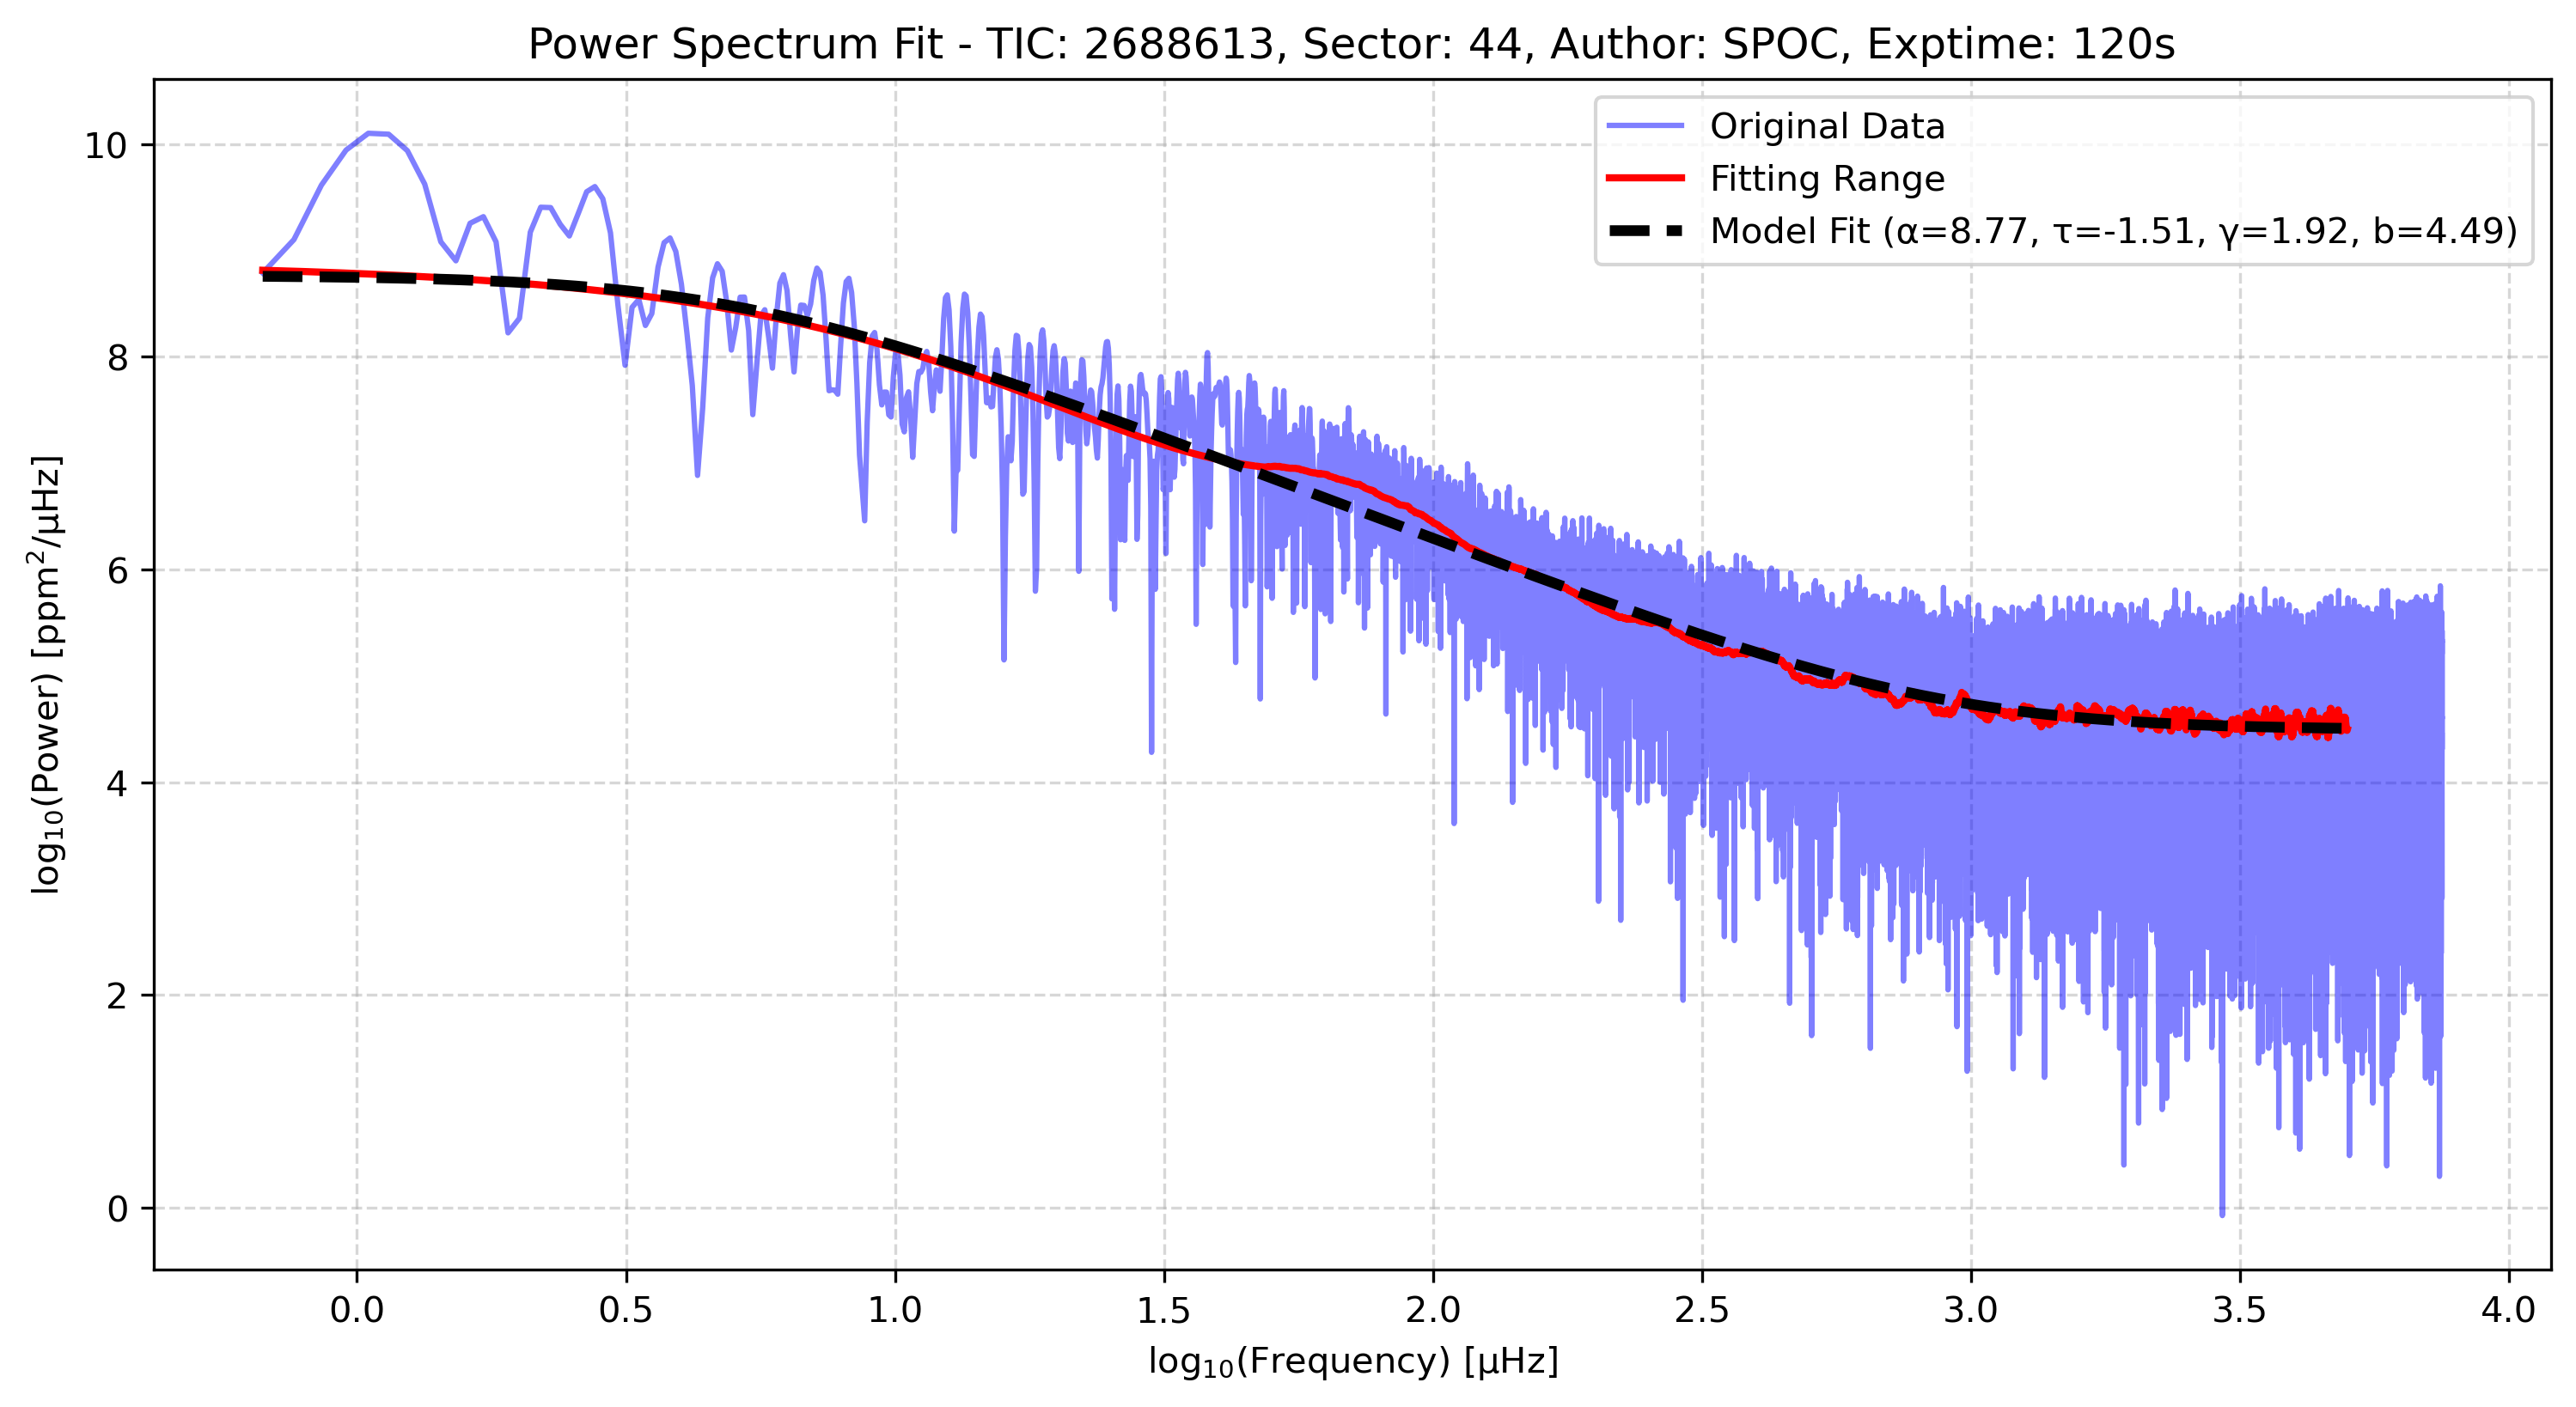 Power Spectrum Fit - TIC: 2688613, Sector: 44, Author: SPOC, Exptime: 120s
Original Data
Fitting Range
Model Fit (α=8.77, τ=-1.51, γ=1.92, b=4.49)
log₁₀(Power) [ppm²/μHz]
10
8
6
4
2
0
0.0 0.5 1.0 1.5 2.0 2.5 3.0 3.5 4.0
log₁₀(Frequency) [μHz]